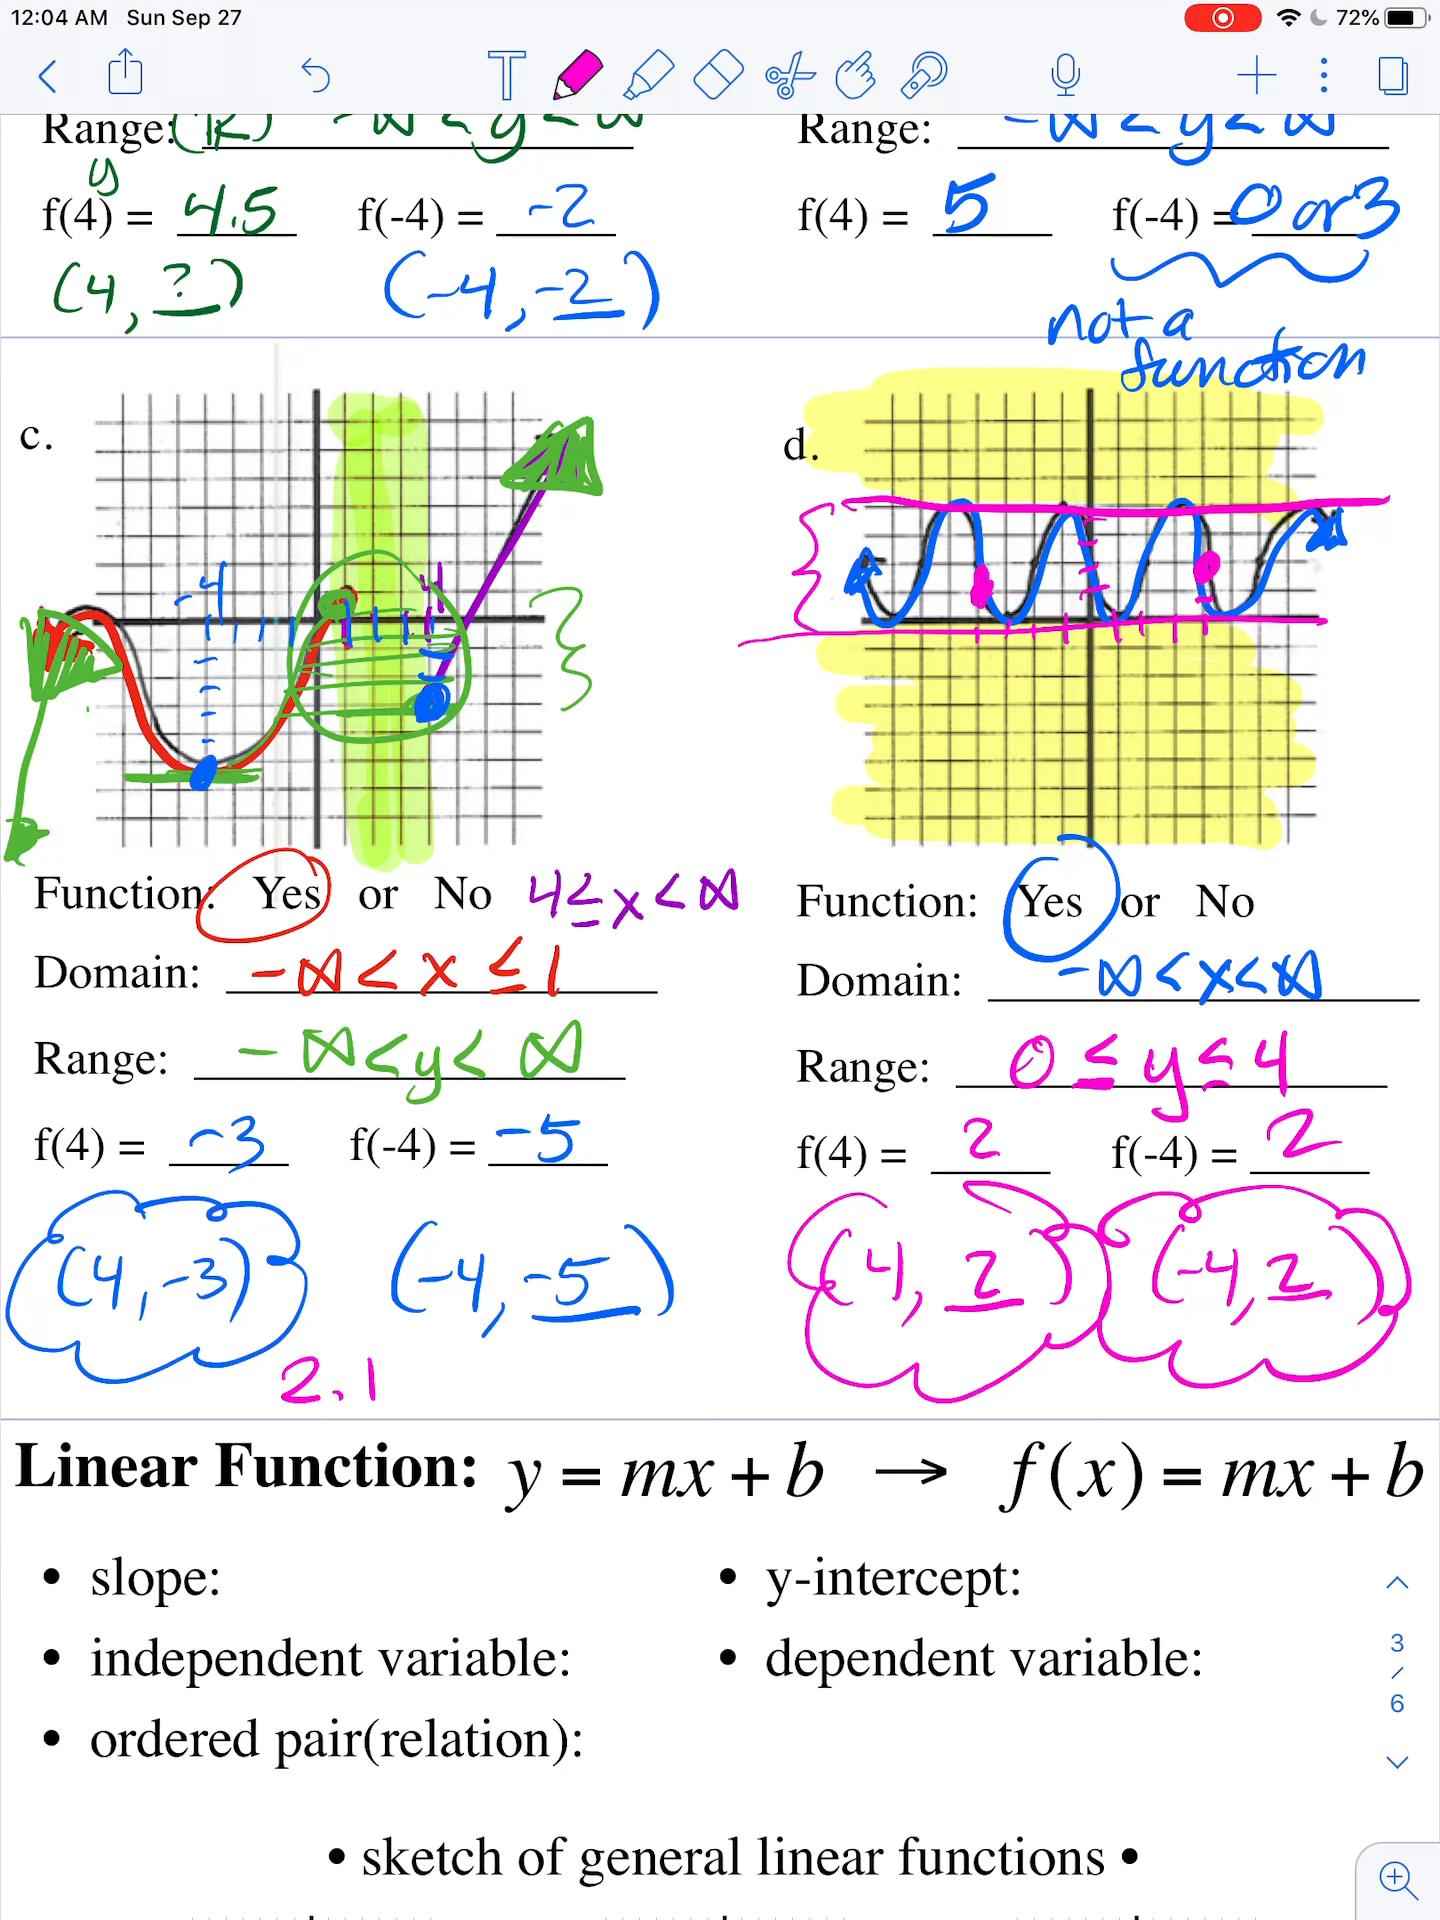 12:04 AM Sun Sep 27 72%
T
Range: (ℝ) -∞ < y < ∞ Range: -∞ < y < ∞
y
f(4) = 4.5 f(-4) = -2 f(4) = 5 f(-4) = 0 or 3
(4, ?) (-4, -2)
not a
function
c. d.
-4 4
Function: Yes or No 4 ≤ x < ∞ Function: Yes or No
Domain: -∞ < x ≤ 1 Domain: -∞ < x < ∞
Range: -∞ < y < ∞ Range: 0 ≤ y ≤ 4
f(4) = -3 f(-4) = -5 f(4) = 2 f(-4) = 2
(4, -3) (-4, -5) (4, 2) (-4, 2)
2.1
Linear Function: y = mx + b → f(x) = mx + b
• slope: • y-intercept:
• independent variable: • dependent variable:
• ordered pair(relation):
3
/
6
• sketch of general linear functions •